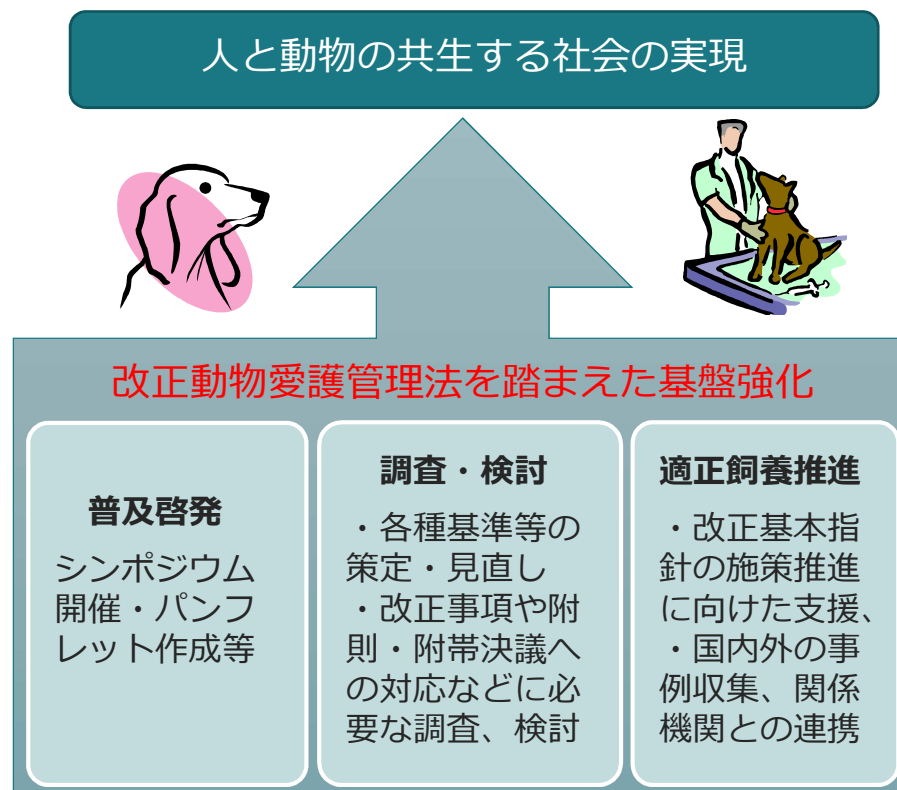 人と動物の共生する社会の実現
改正動物愛護管理法を踏まえた基盤強化
普及啓発
シンポジウム
開催・パンフ
レット作成等
調査・検討
・各種基準等の
策定・見直し
・改正事項や附
則・附帯決議へ
の対応などに必
要な調査、検討
適正飼養推進
・改正基本指
針の施策推進
に向けた支援、
・国内外の事
例収集、関係
機関との連携